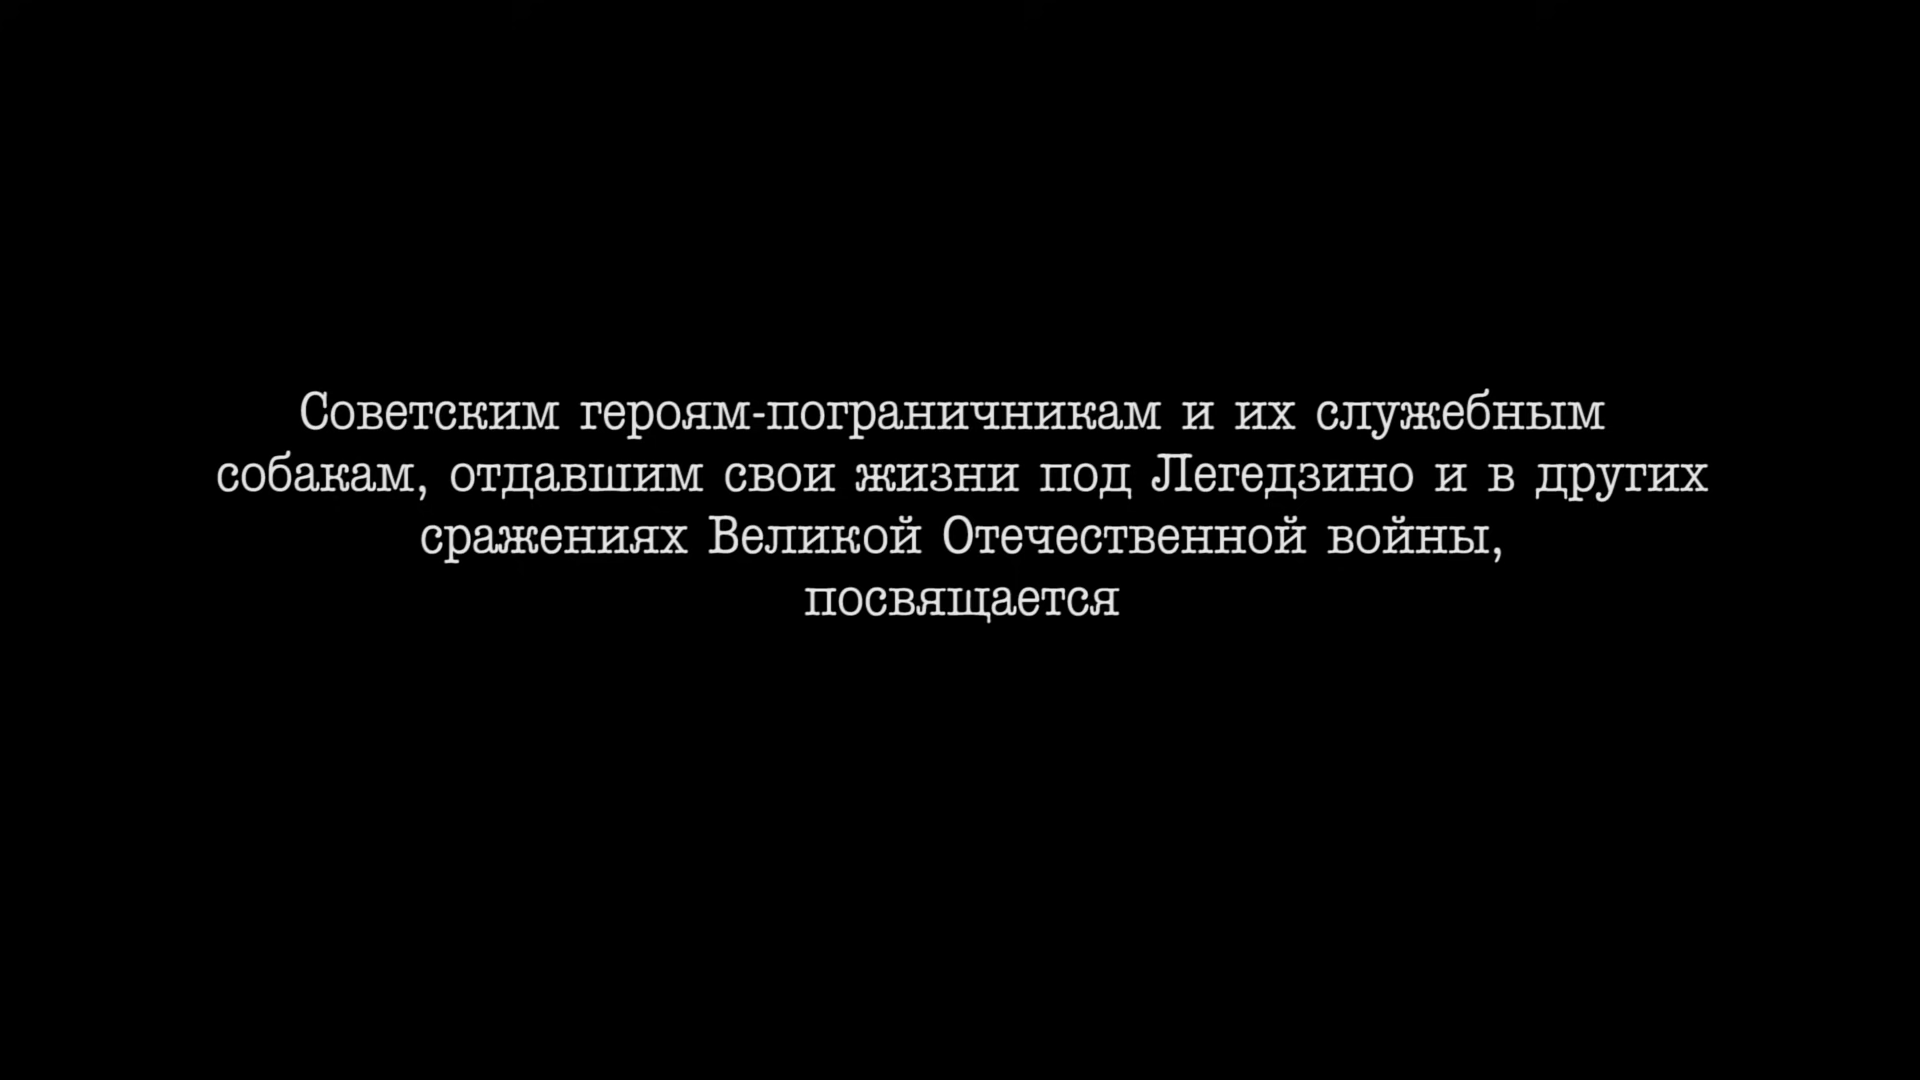 Советским героям-пограничникам и их служебным
собакам, отдавшим свои жизни под Легедзино и в других
сражениях Великой Отечественной войны,
посвящается